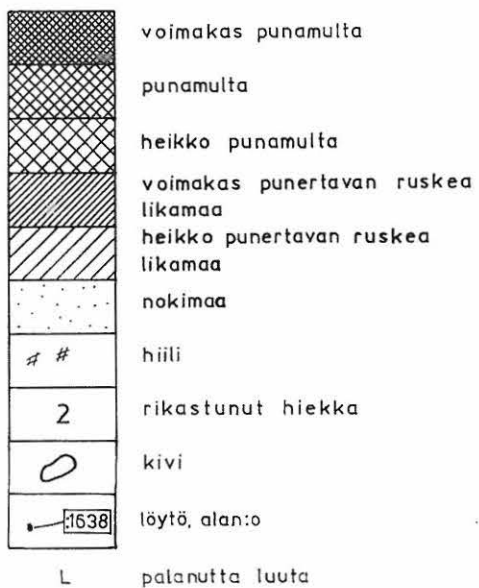 voimakas punamulta
punamulta
heikko punamulta
voimakas punertavan ruskea
likamaa
heikko punertavan ruskea
likamaa
nokimaa
hiili
2 rikastunut hiekka
kivi
:1638 löytö, alan:o
L palanutta luuta